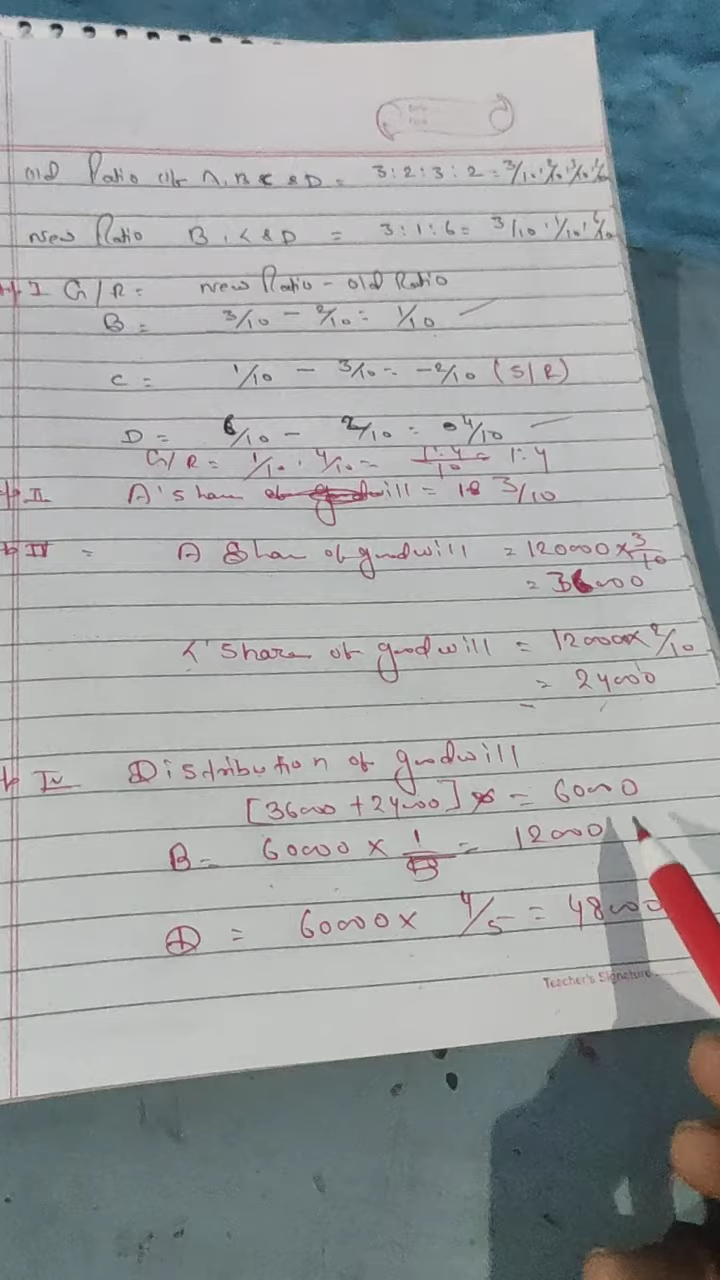 old Ratio of A, B C & D = 3:2:3:2 = 3/10:2/10:3/10:2/10
New Ratio B, C & D = 3:1:6 = 3/10:1/10:6/10
I G/R = new Ratio - old Ratio
B = 3/10 - 2/10 = 1/10
C = 1/10 - 3/10 = -2/10 (S/R)
D = 6/10 - 2/10 = 4/10
G/R = 1/10 : 4/10 = 1:4/10 = 1:4
II A's share = 3/10
A Share of goodwill = 120000 × 3/10
= 36000
C' share of goodwill = 120000 × 2/10
= 24000
IV Distribution of goodwill
[36000 + 24000] = 60000
B = 60000 × 1/5 = 12000
D = 60000 × 4/5 = 48000
Teacher's Signature